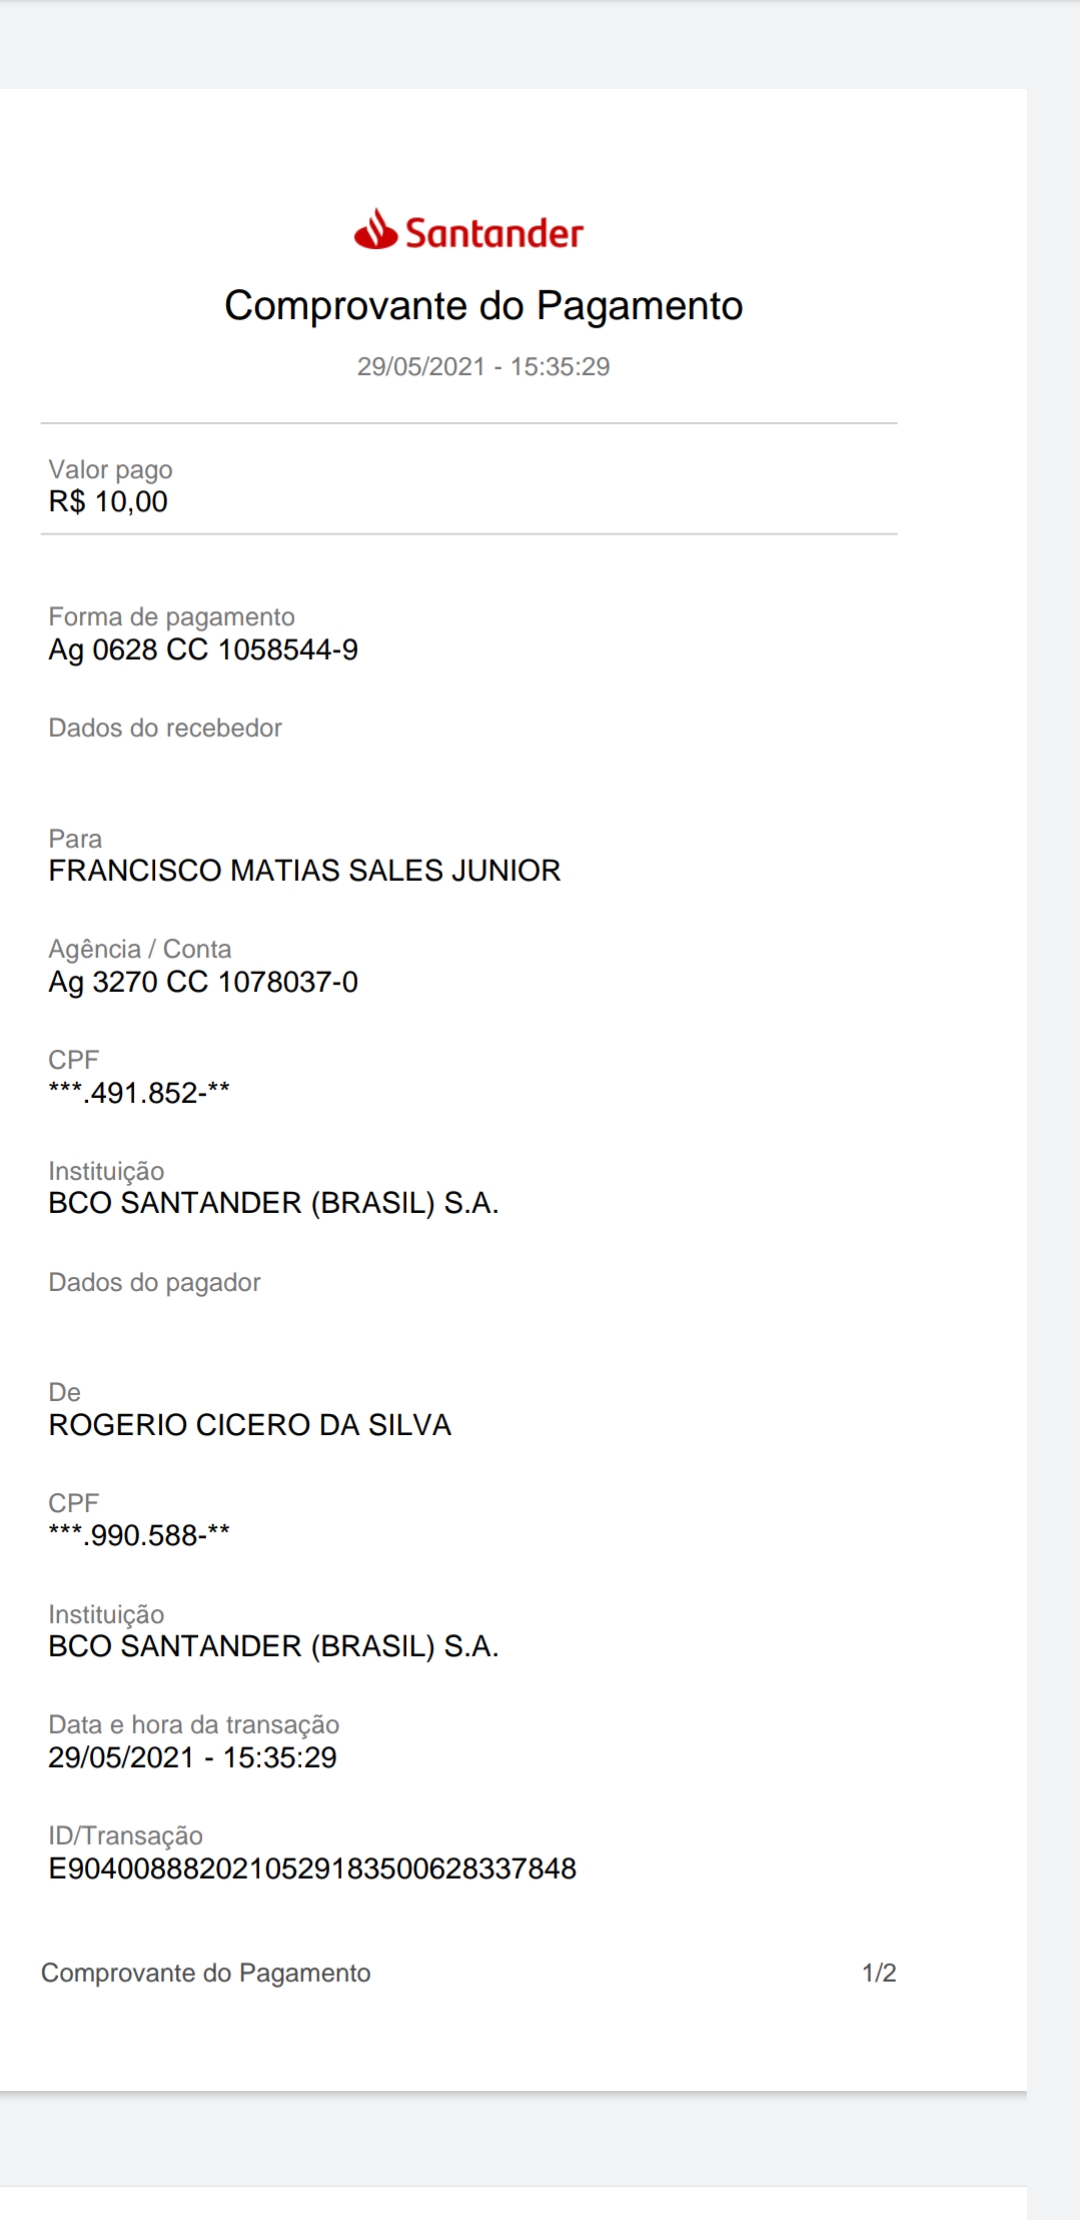 Santander
Comprovante do Pagamento
29/05/2021 - 15:35:29
Valor pago
R$ 10,00
Forma de pagamento
Ag 0628 CC 1058544-9
Dados do recebedor
Para
FRANCISCO MATIAS SALES JUNIOR
Agência / Conta
Ag 3270 CC 1078037-0
CPF
***.491.852-**
Instituição
BCO SANTANDER (BRASIL) S.A.
Dados do pagador
De
ROGERIO CICERO DA SILVA
CPF
***.990.588-**
Instituição
BCO SANTANDER (BRASIL) S.A.
Data e hora da transação
29/05/2021 - 15:35:29
ID/Transação
E9040088820210529183500628337848
Comprovante do Pagamento 1/2